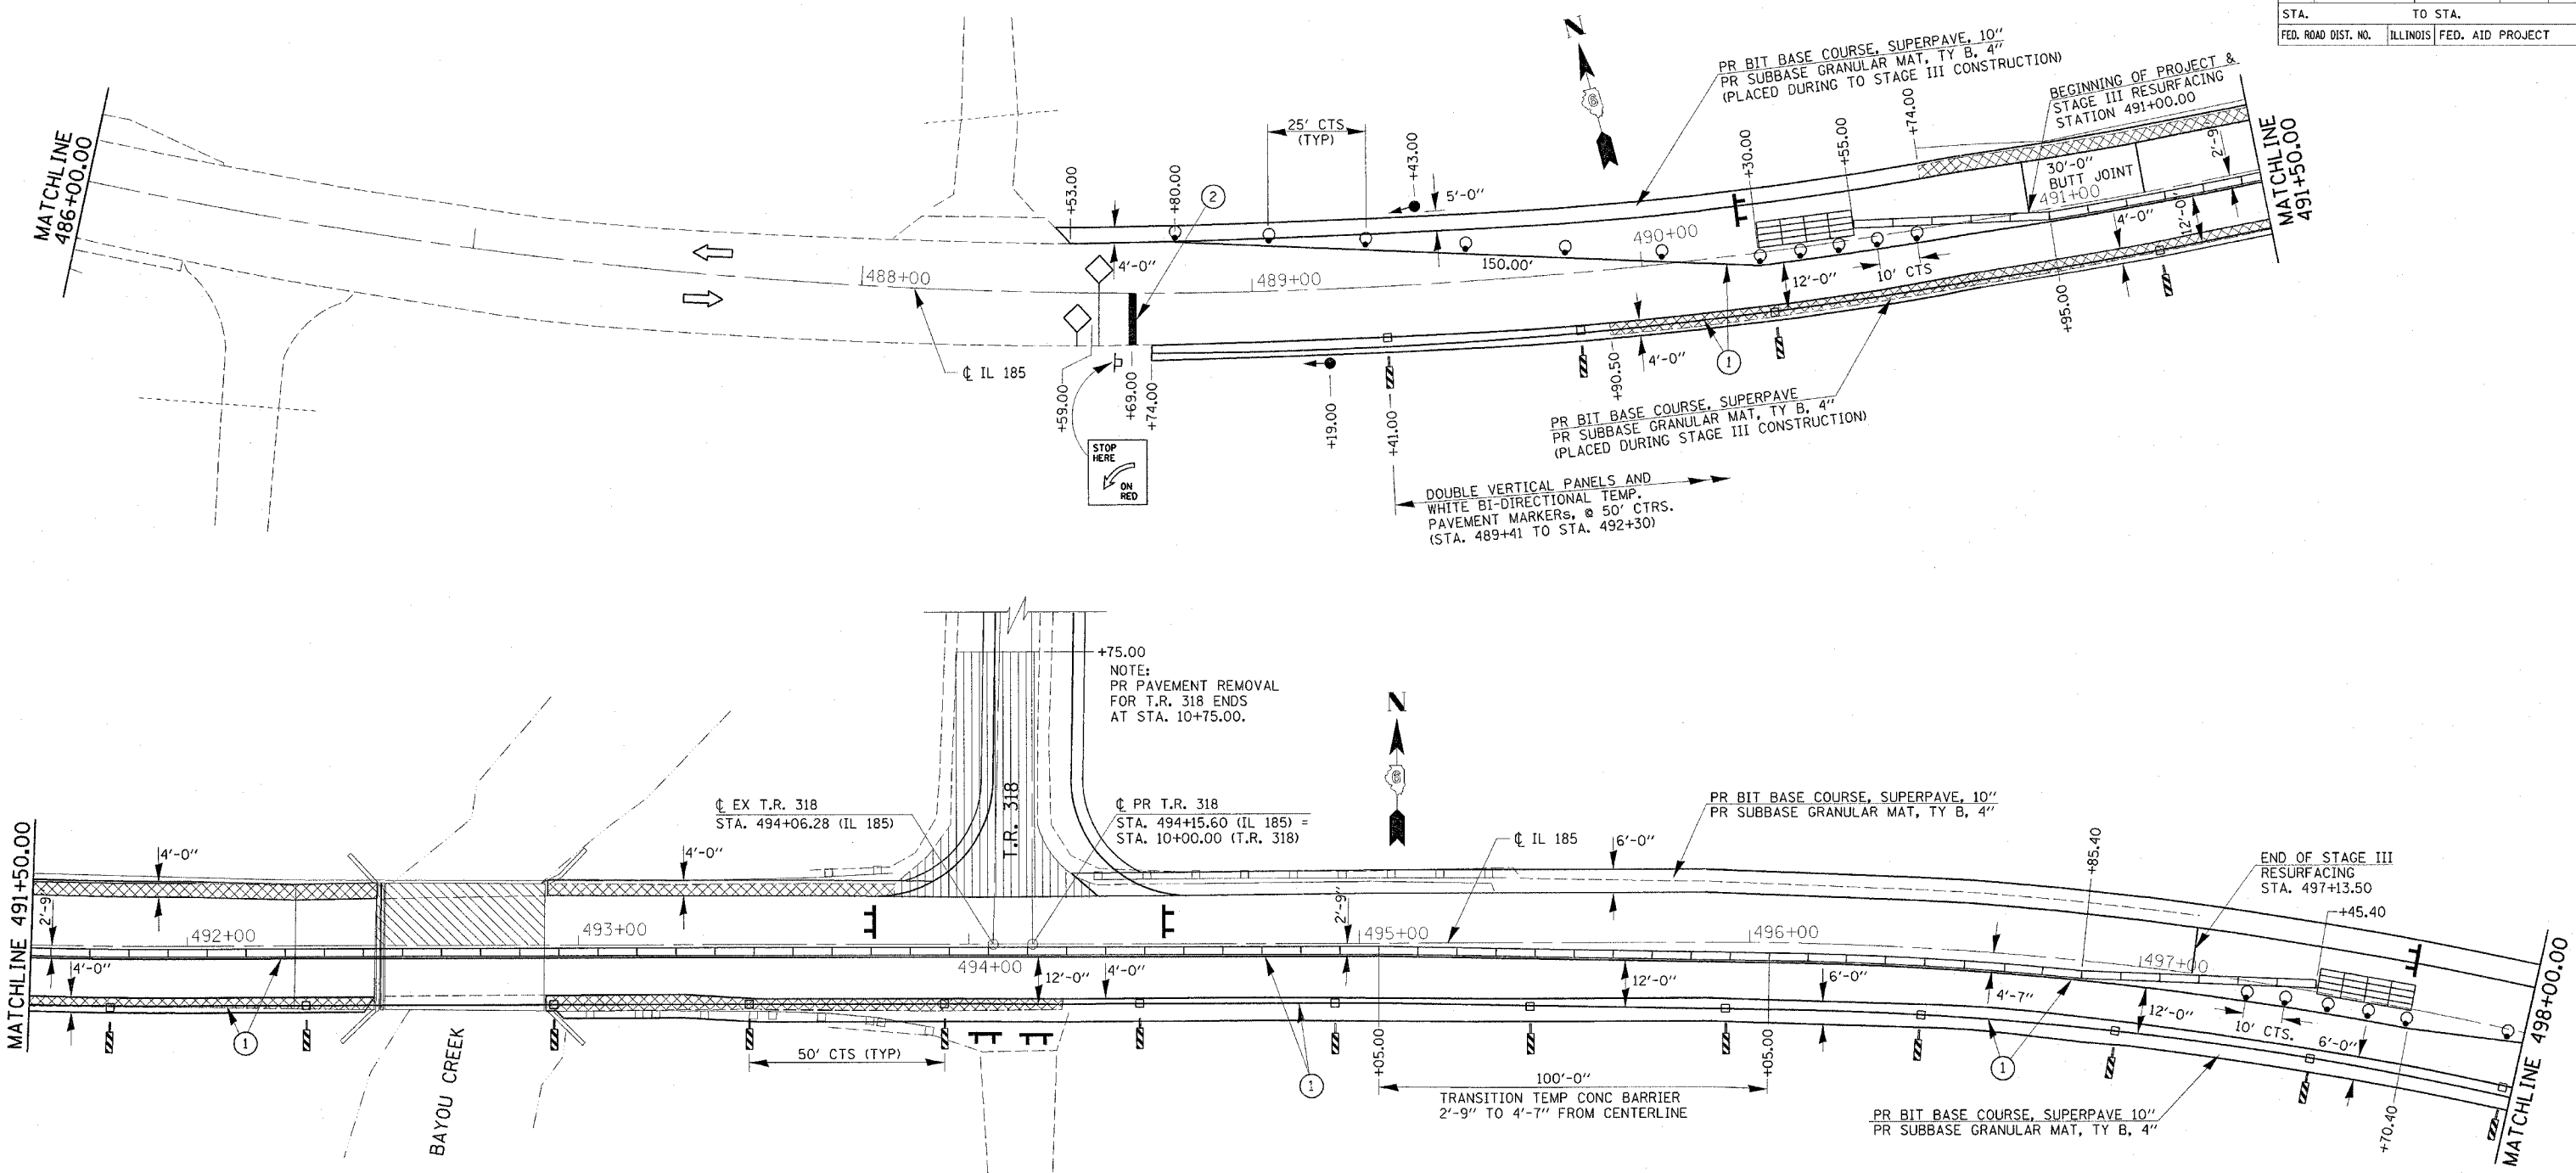 STA. TO STA.
FED. ROAD DIST. NO. ILLINOIS FED. AID PROJECT
MATCHLINE
486+00.00
N
6
PR BIT BASE COURSE, SUPERPAVE, 10"
PR SUBBASE GRANULAR MAT, TY B, 4"
(PLACED DURING TO STAGE III CONSTRUCTION)
BEGINNING OF PROJECT &
STAGE III RESURFACING
STATION 491+00.00
+74.00
+55.00
+30.00
25' CTS
(TYP)
+43.00
5'-0"
+53.00
+80.00
2
30'-0"
BUTT JOINT
491+00
2'-9"
MATCHLINE
491+50.00
4'-0"
12'-0"
488+00
4'-0"
489+00
150.00'
490+00
12'-0"
10' CTS
+95.00
℄ IL 185
+59.00
+69.00
+74.00
+19.00
+41.00
+90.50
4'-0"
1
STOP
HERE
ON
RED
PR BIT BASE COURSE, SUPERPAVE
PR SUBBASE GRANULAR MAT, TY B, 4"
(PLACED DURING STAGE III CONSTRUCTION)
DOUBLE VERTICAL PANELS AND
WHITE BI-DIRECTIONAL TEMP.
PAVEMENT MARKERs, @ 50' CTRS.
(STA. 489+41 TO STA. 492+30)
+75.00
NOTE:
PR PAVEMENT REMOVAL
FOR T.R. 318 ENDS
AT STA. 10+75.00.
N
6
℄ EX T.R. 318
STA. 494+06.28 (IL 185)
T.R. 318
℄ PR T.R. 318
STA. 494+15.60 (IL 185) =
STA. 10+00.00 (T.R. 318)
℄ IL 185
6'-0"
PR BIT BASE COURSE, SUPERPAVE, 10"
PR SUBBASE GRANULAR MAT, TY B, 4"
+85.40
END OF STAGE III
RESURFACING
STA. 497+13.50
+45.40
MATCHLINE 491+50.00
4'-0"
4'-0"
2'-9"
492+00
493+00
494+00
2'-9"
495+00
496+00
497+00
4'-0"
12'-0"
4'-0"
12'-0"
6'-0"
4'-7"
12'-0"
10' CTS.
6'-0"
1
BAYOU CREEK
50' CTS (TYP)
1
+05.00
100'-0"
+05.00
TRANSITION TEMP CONC BARRIER
2'-9" TO 4'-7" FROM CENTERLINE
1
PR BIT BASE COURSE, SUPERPAVE 10"
PR SUBBASE GRANULAR MAT, TY B, 4"
+70.40
MATCHLINE 498+00.00